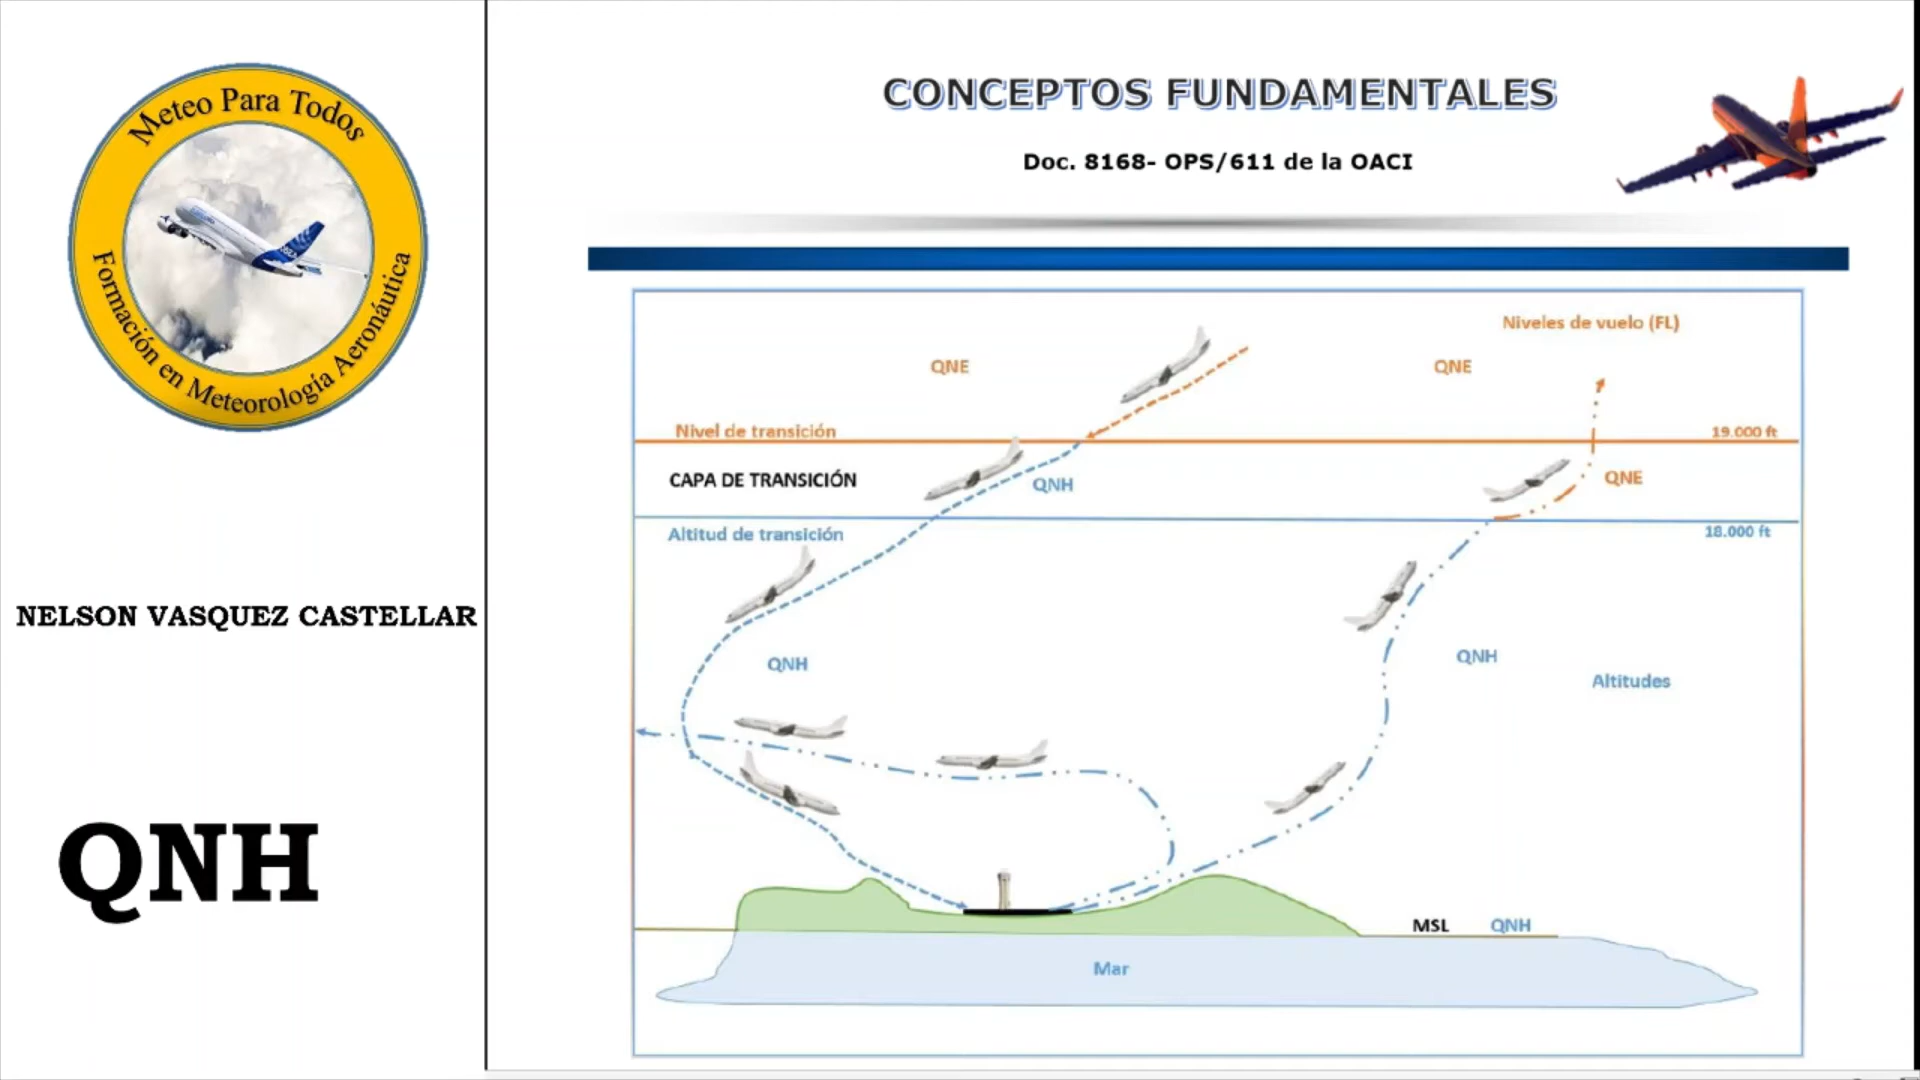 Meteo Para Todos
Formación en Meteorología Aeronáutica
NELSON VASQUEZ CASTELLAR
QNH
CONCEPTOS FUNDAMENTALES
Doc. 8168- OPS/611 de la OACI
Niveles de vuelo (FL)
QNE
QNE
Nivel de transición
19.000 ft
CAPA DE TRANSICIÓN
QNH
QNE
Altitud de transición
18.000 ft
QNH
QNH
Altitudes
MSL
QNH
Mar